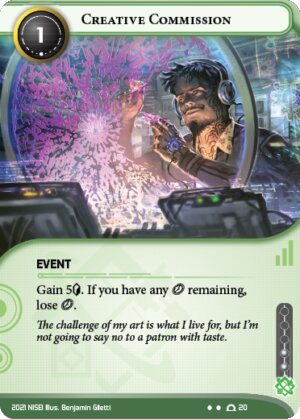 CREATIVE COMMISSION
1
EVENT
Gain 5. If you have any remaining,
lose.
The challenge of my art is what I live for, but I'm
not going to say no to a patron with taste.
2021 NISEI Illus. Benjamin Giletti
20